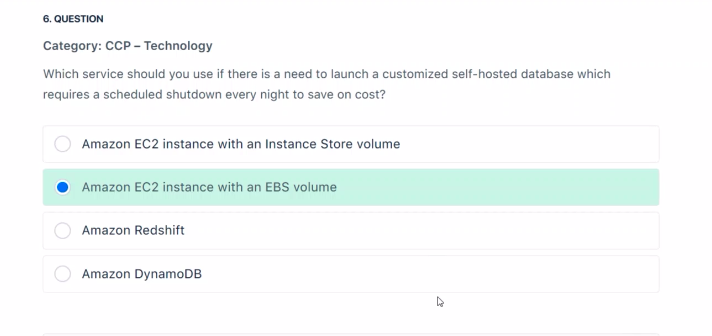 6. QUESTION
Category: CCP – Technology
Which service should you use if there is a need to launch a customized self-hosted database which
requires a scheduled shutdown every night to save on cost?
Amazon EC2 instance with an Instance Store volume
Amazon EC2 instance with an EBS volume
Amazon Redshift
Amazon DynamoDB